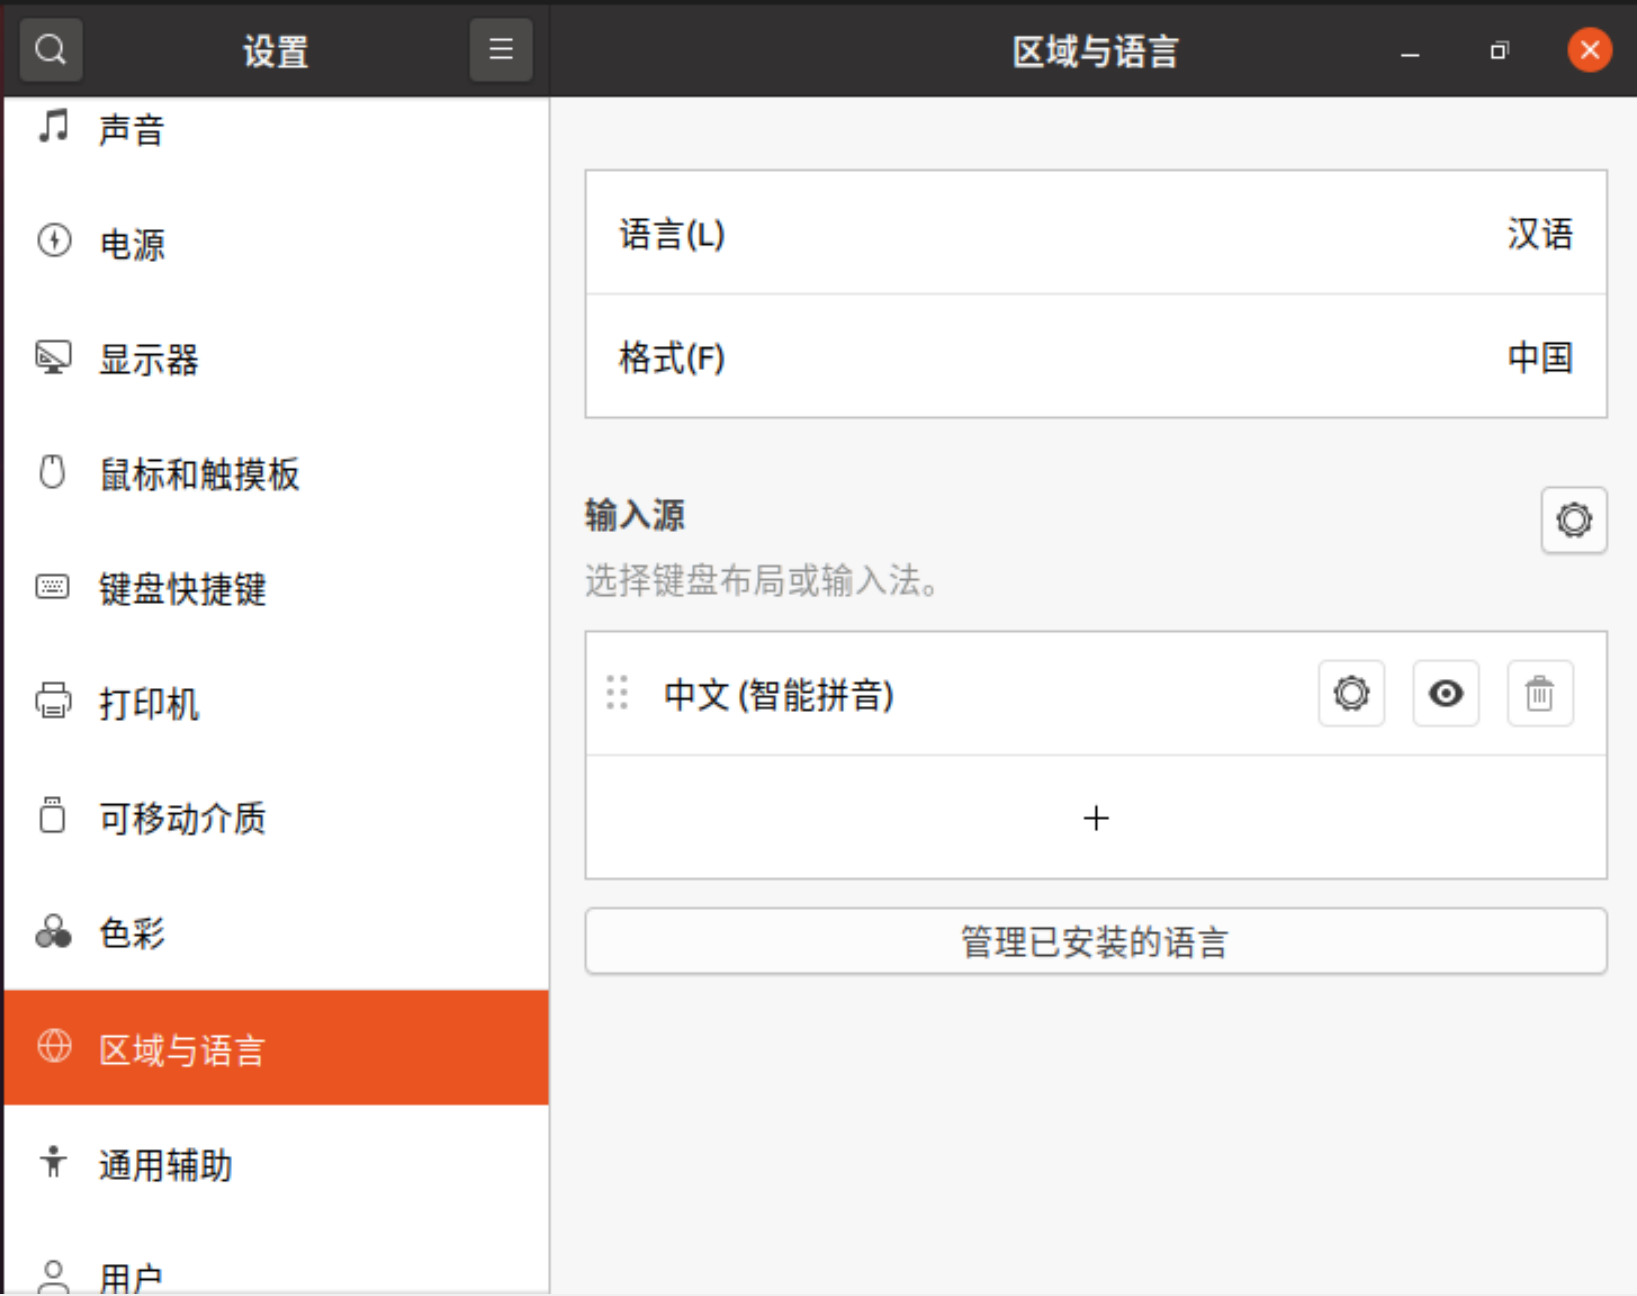 设置
区域与语言
声音
电源
显示器
鼠标和触摸板
键盘快捷键
打印机
可移动介质
色彩
区域与语言
通用辅助
用户
语言(L)
汉语
格式(F)
中国
输入源
选择键盘布局或输入法。
中文 (智能拼音)
管理已安装的语言